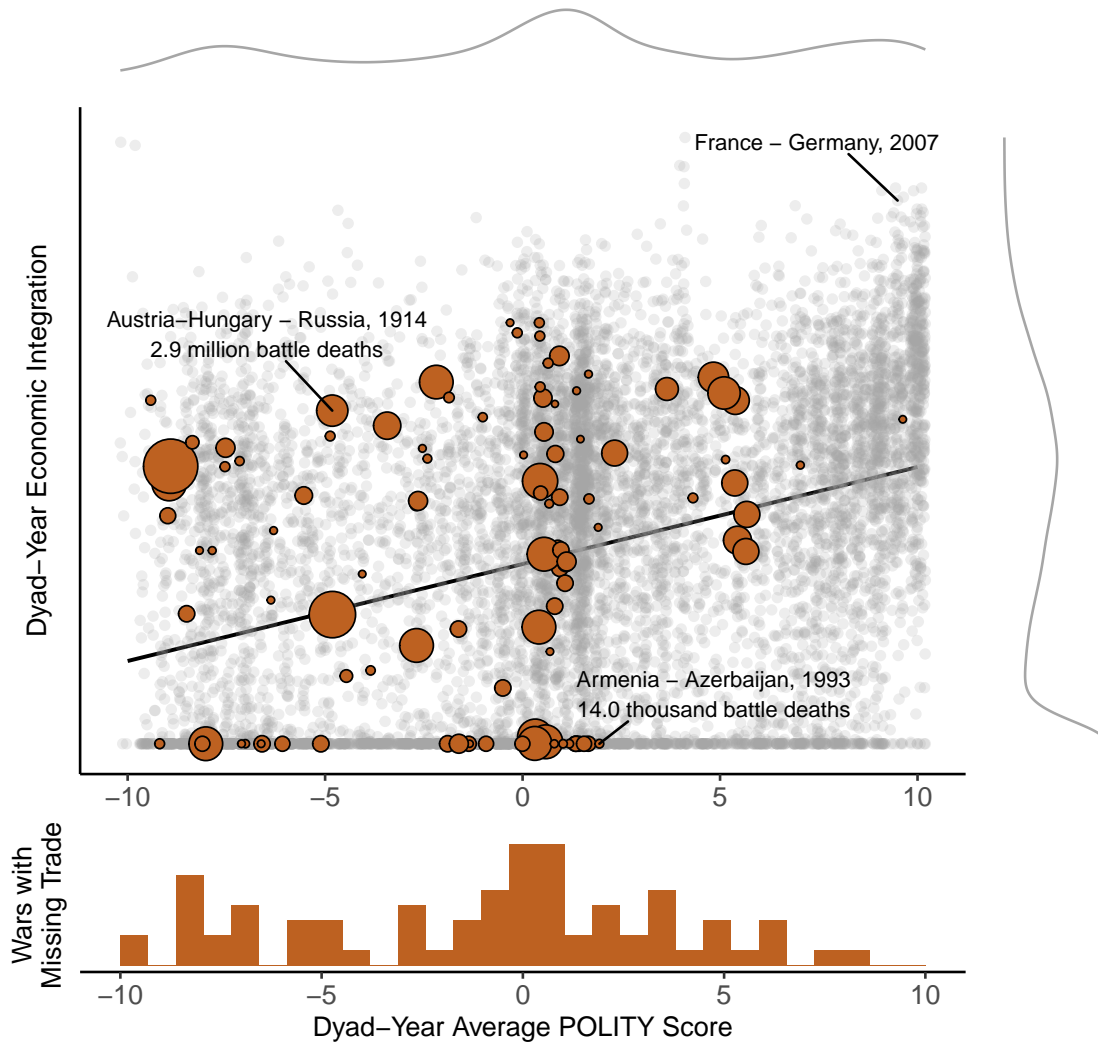 France – Germany, 2007
Austria–Hungary – Russia, 1914
2.9 million battle deaths
Armenia – Azerbaijan, 1993
14.0 thousand battle deaths
Dyad–Year Economic Integration
−10 −5 0 5 10
Wars with
Missing Trade
−10 −5 0 5 10
Dyad–Year Average POLITY Score